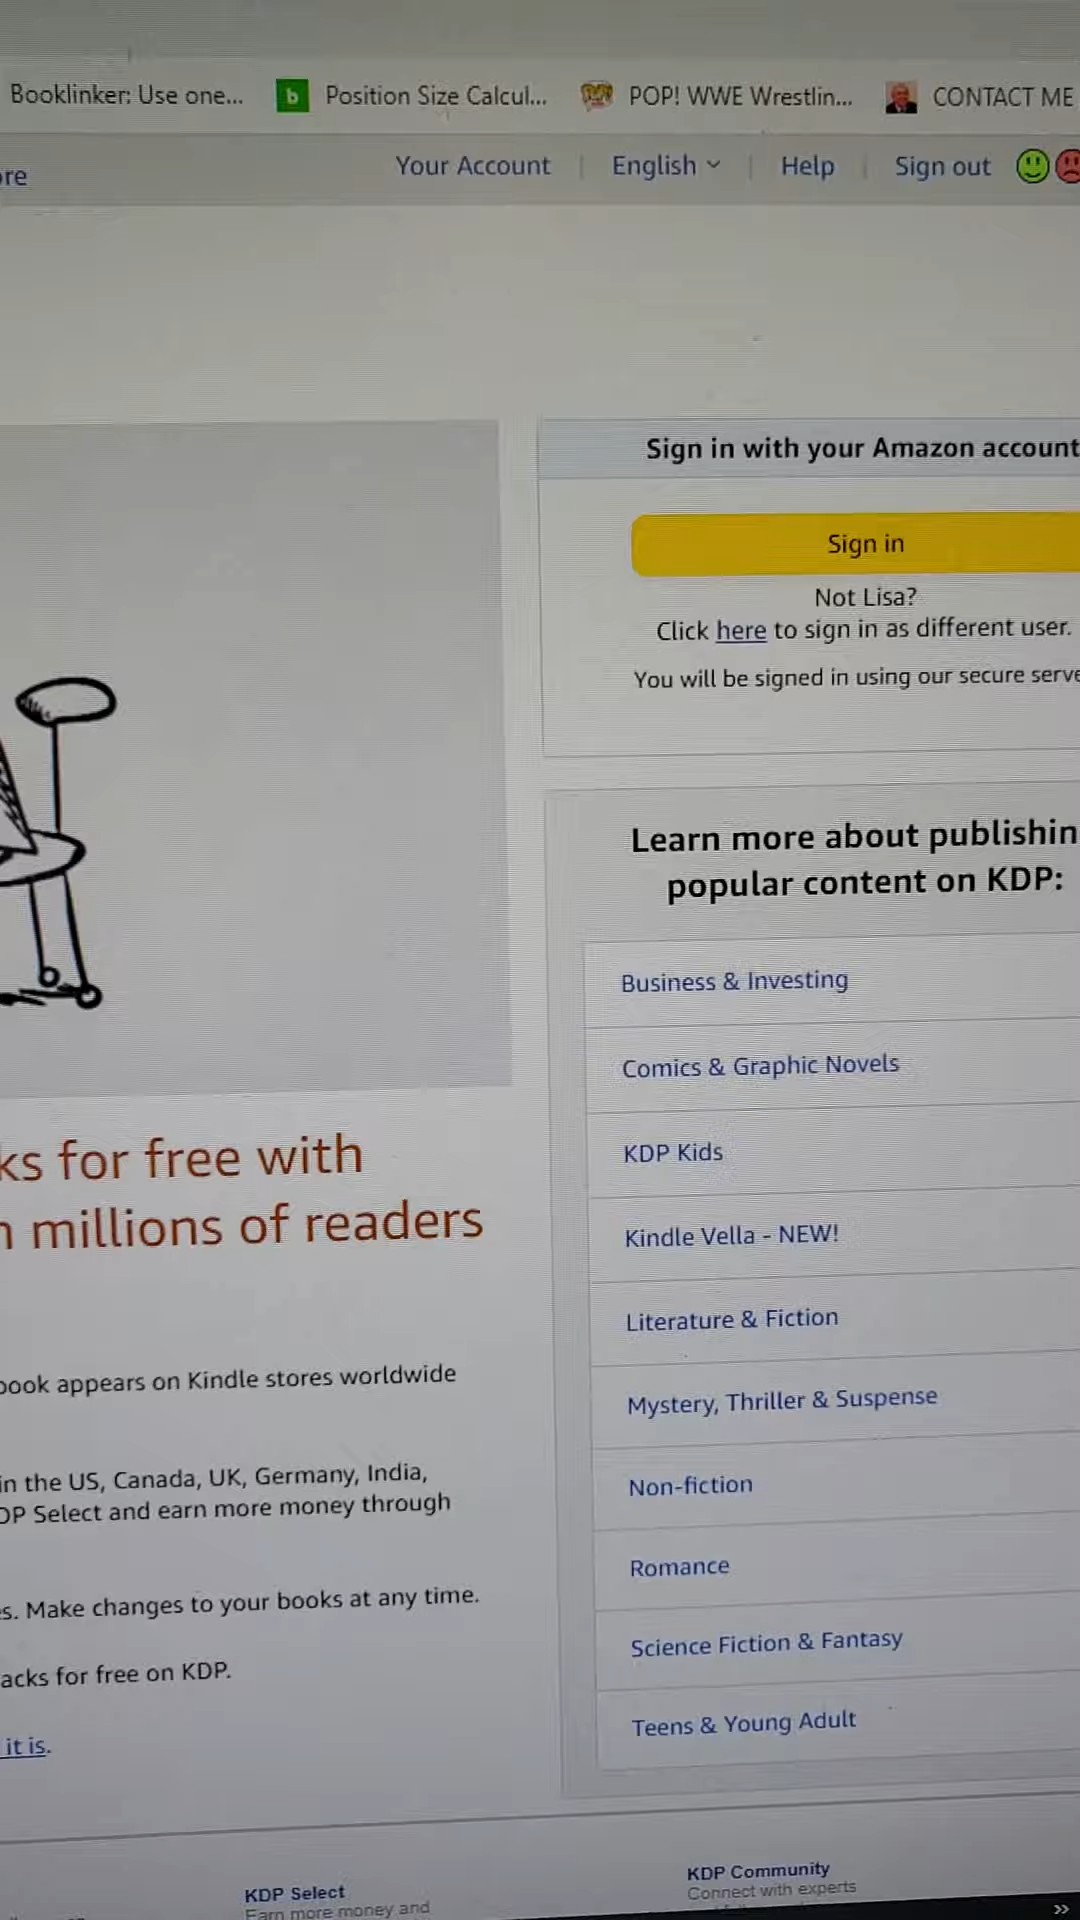 Booklinker: Use one...
b
Position Size Calcul...
POP! WWE Wrestlin...
CONTACT ME
re
Your Account
English
Help
Sign out
Sign in with your Amazon account
Sign in
Not Lisa?
Click here to sign in as different user.
You will be signed in using our secure serve
Learn more about publishin
popular content on KDP:
Business & Investing
Comics & Graphic Novels
KDP Kids
Kindle Vella - NEW!
Literature & Fiction
Mystery, Thriller & Suspense
Non-fiction
Romance
Science Fiction & Fantasy
Teens & Young Adult
ks for free with
n millions of readers
book appears on Kindle stores worldwide
in the US, Canada, UK, Germany, India,
DP Select and earn more money through
s. Make changes to your books at any time.
acks for free on KDP.
it is.
KDP Select
Earn more money and
KDP Community
Connect with experts